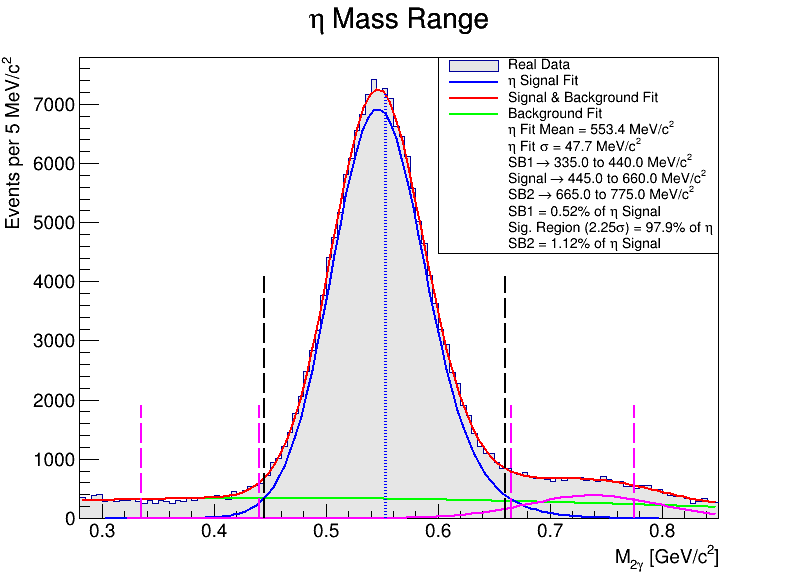 η Mass Range
Events per 5 MeV/c²
7000
6000
5000
4000
3000
2000
1000
0
0.3 0.4 0.5 0.6 0.7 0.8
M₂γ [GeV/c²]
Real Data
η Signal Fit
Signal & Background Fit
Background Fit
η Fit Mean = 553.4 MeV/c²
η Fit σ = 47.7 MeV/c²
SB1 → 335.0 to 440.0 MeV/c²
Signal → 445.0 to 660.0 MeV/c²
SB2 → 665.0 to 775.0 MeV/c²
SB1 = 0.52% of η Signal
Sig. Region (2.25σ) = 97.9% of η
SB2 = 1.12% of η Signal